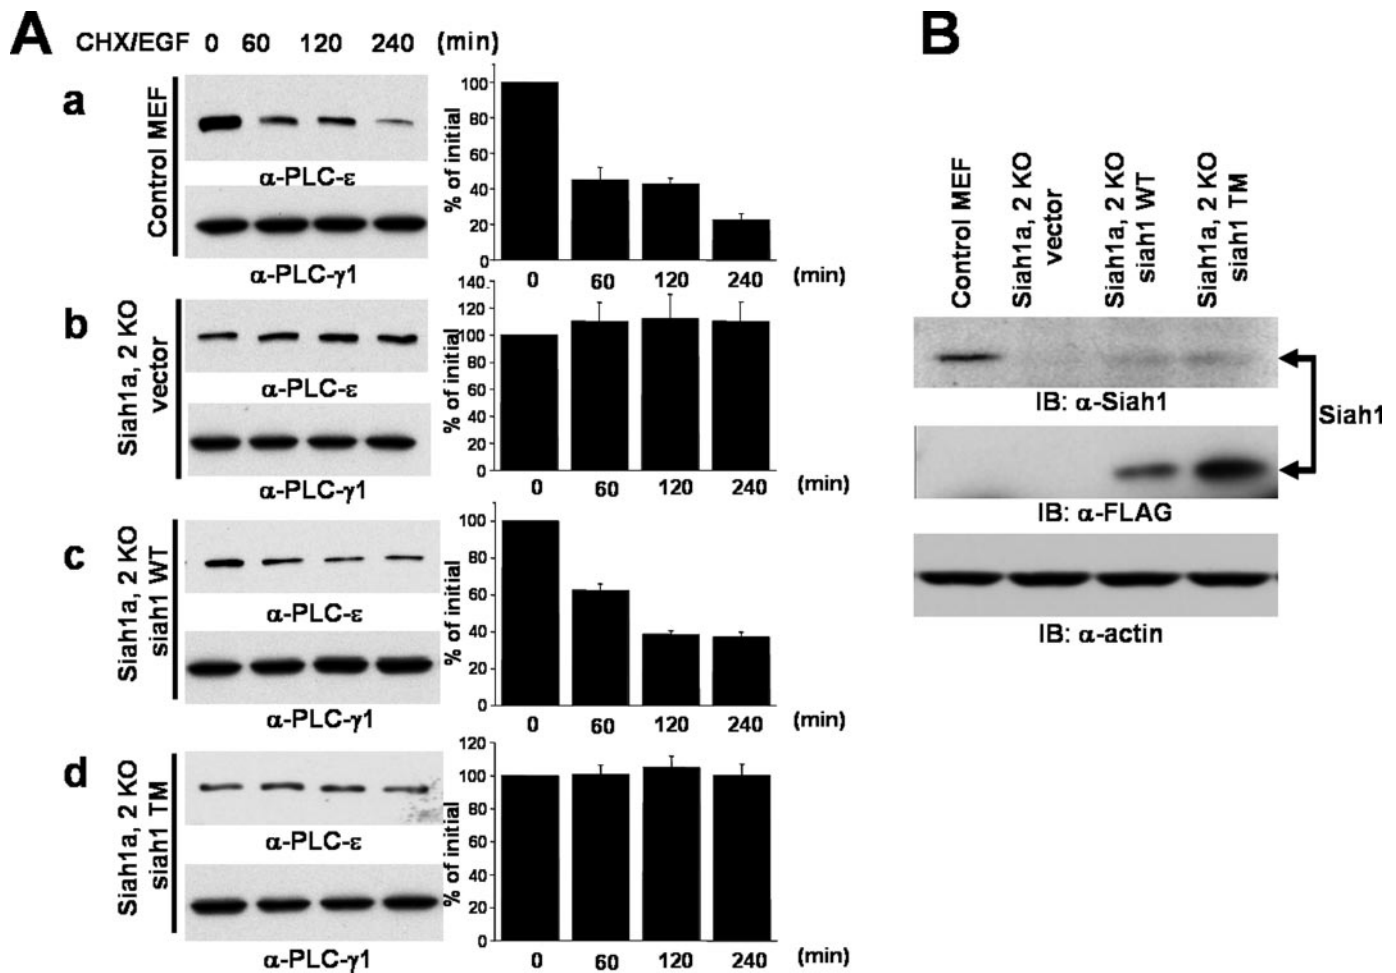 A
CHX/EGF 0 60 120 240 (min)
a
Control MEF
α-PLC-ε
α-PLC-γ1
% of initial
100
80
60
40
20
0
0 60 120 240 (min)
b
Siah1a, 2 KO
vector
α-PLC-ε
α-PLC-γ1
% of initial
140
120
100
80
60
40
20
0
0 60 120 240 (min)
c
Siah1a, 2 KO
siah1 WT
α-PLC-ε
α-PLC-γ1
% of initial
100
80
60
40
20
0
0 60 120 240 (min)
d
Siah1a, 2 KO
siah1 TM
α-PLC-ε
α-PLC-γ1
% of initial
120
100
80
60
40
20
0
0 60 120 240 (min)
B
Control MEF
Siah1a, 2 KO
vector
Siah1a, 2 KO
siah1 WT
Siah1a, 2 KO
siah1 TM
IB: α-Siah1
Siah1
IB: α-FLAG
IB: α-actin